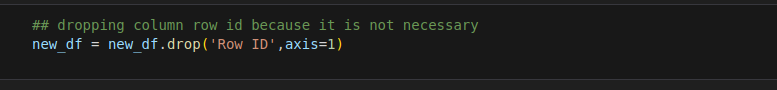 ## dropping column row id because it is not necessary
new_df = new_df.drop('Row ID',axis=1)